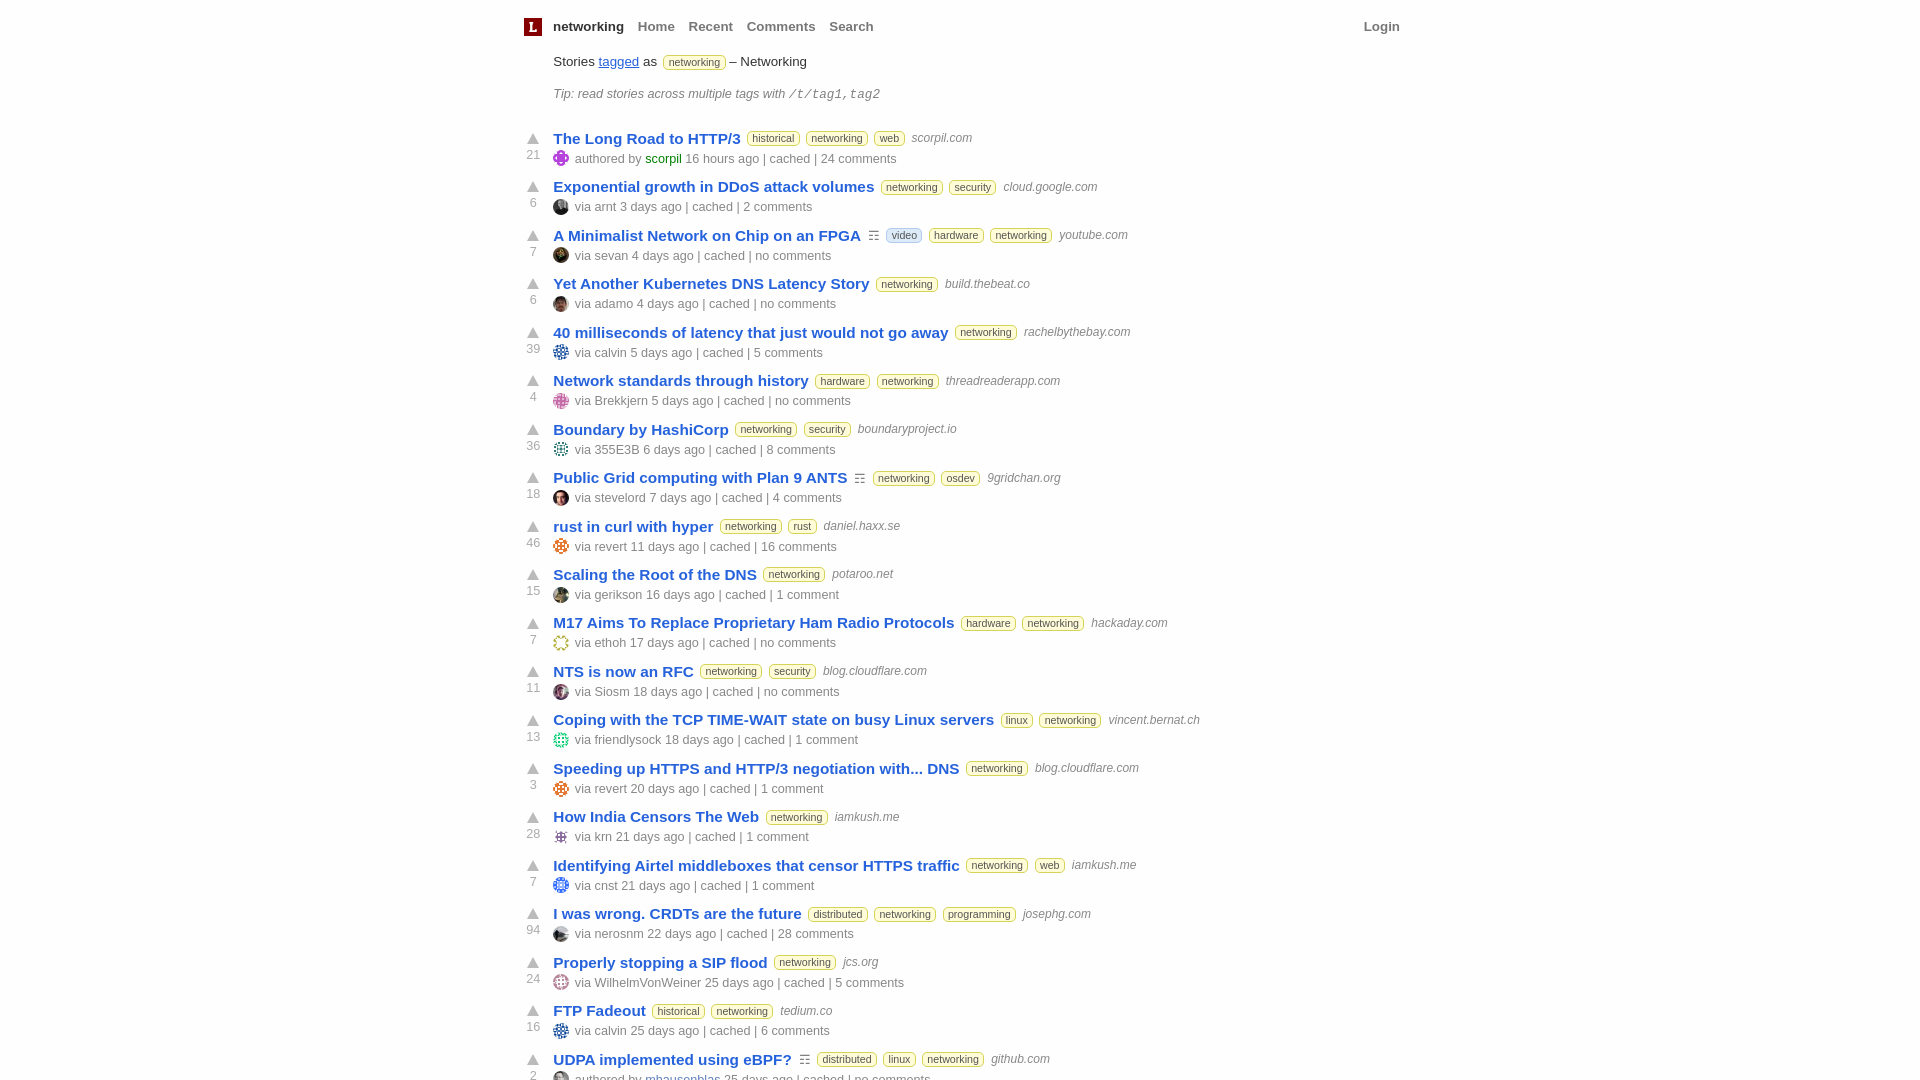 L networking Home Recent Comments Search Login
Stories tagged as networking – Networking
Tip: read stories across multiple tags with /t/tag1,tag2
The Long Road to HTTP/3 historical networking web scorpil.com
21 authored by scorpil 16 hours ago | cached | 24 comments
Exponential growth in DDoS attack volumes networking security cloud.google.com
6 via arnt 3 days ago | cached | 2 comments
A Minimalist Network on Chip on an FPGA ☶ video hardware networking youtube.com
7 via sevan 4 days ago | cached | no comments
Yet Another Kubernetes DNS Latency Story networking build.thebeat.co
6 via adamo 4 days ago | cached | no comments
40 milliseconds of latency that just would not go away networking rachelbythebay.com
39 via calvin 5 days ago | cached | 5 comments
Network standards through history hardware networking threadreaderapp.com
4 via Brekkjern 5 days ago | cached | no comments
Boundary by HashiCorp networking security boundaryproject.io
36 via 355E3B 6 days ago | cached | 8 comments
Public Grid computing with Plan 9 ANTS ☶ networking osdev 9gridchan.org
18 via stevelord 7 days ago | cached | 4 comments
rust in curl with hyper networking rust daniel.haxx.se
46 via revert 11 days ago | cached | 16 comments
Scaling the Root of the DNS networking potaroo.net
15 via gerikson 16 days ago | cached | 1 comment
M17 Aims To Replace Proprietary Ham Radio Protocols hardware networking hackaday.com
7 via ethoh 17 days ago | cached | no comments
NTS is now an RFC networking security blog.cloudflare.com
11 via Siosm 18 days ago | cached | no comments
Coping with the TCP TIME-WAIT state on busy Linux servers linux networking vincent.bernat.ch
13 via friendlysock 18 days ago | cached | 1 comment
Speeding up HTTPS and HTTP/3 negotiation with... DNS networking blog.cloudflare.com
3 via revert 20 days ago | cached | 1 comment
How India Censors The Web networking iamkush.me
28 via krn 21 days ago | cached | 1 comment
Identifying Airtel middleboxes that censor HTTPS traffic networking web iamkush.me
7 via cnst 21 days ago | cached | 1 comment
I was wrong. CRDTs are the future distributed networking programming josephg.com
94 via nerosnm 22 days ago | cached | 28 comments
Properly stopping a SIP flood networking jcs.org
24 via WilhelmVonWeiner 25 days ago | cached | 5 comments
FTP Fadeout historical networking tedium.co
16 via calvin 25 days ago | cached | 6 comments
UDPA implemented using eBPF? ☶ distributed linux networking github.com
2 authored by mhausenblas 25 days ago | cached | no comments